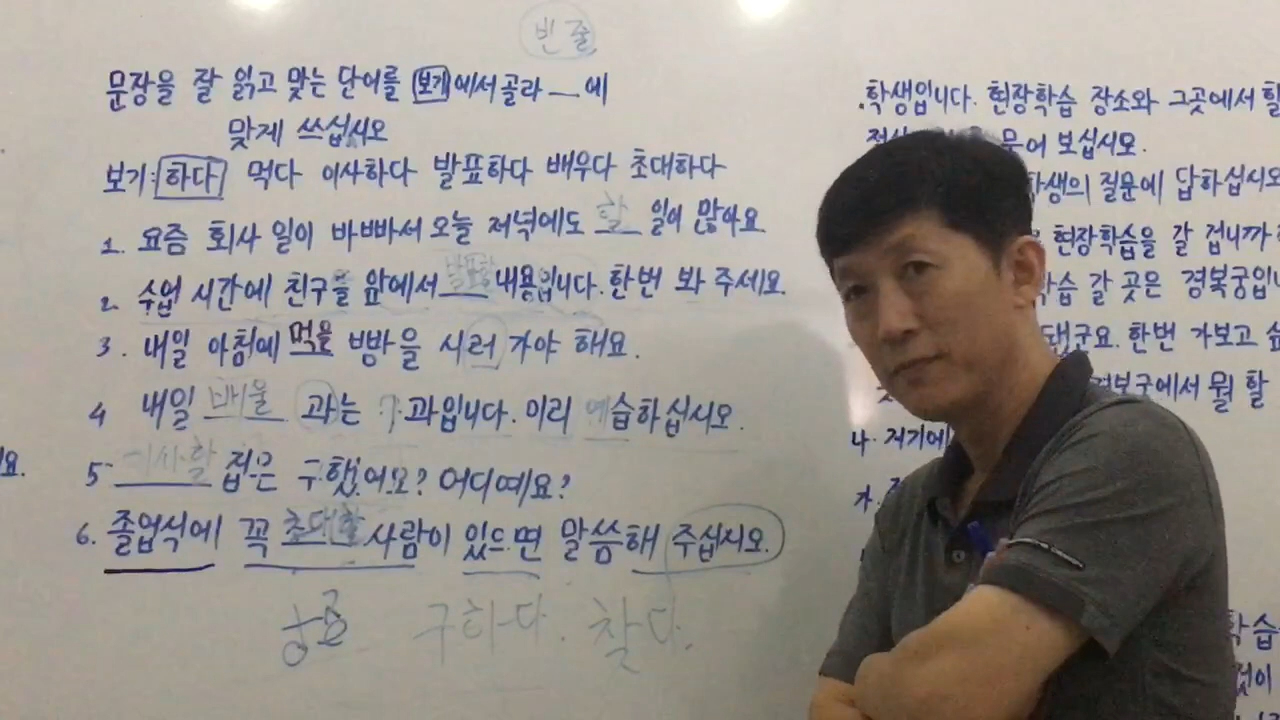 빈 줄
문장을 잘 읽고 맞는 단어를 보기에서 골라 __에
맞게 쓰십시오
보기: 하다 먹다 이사하다 발표하다 배우다 초대하다
1. 요즘 회사 일이 바빠서 오늘 저녁에도 할 일이 많아요
2. 수업 시간에 친구들 앞에서 발표할 내용입니다. 한번 봐 주세요.
3. 내일 아침에 먹을 빵을 사러 가야 해요.
4 내일 배울 과는 과입니다. 미리 예습하십시오.
5 이사할 집은 구했어요? 어디예요?
6. 졸업식에 꼭 초대할 사람이 있으면 말씀해 주십시오.
구하다. 찾다.
요.
학생입니다. 현장학습 장소와 그곳에서 할
문어 보십시오.
학생의 질문에 답하십시오
현장학습을 갈 겁니까
학습 갈 곳은 경복궁입니
됐군요. 한번 가보고 싶
에서 뭘 할
나. 거기에
가.
학습